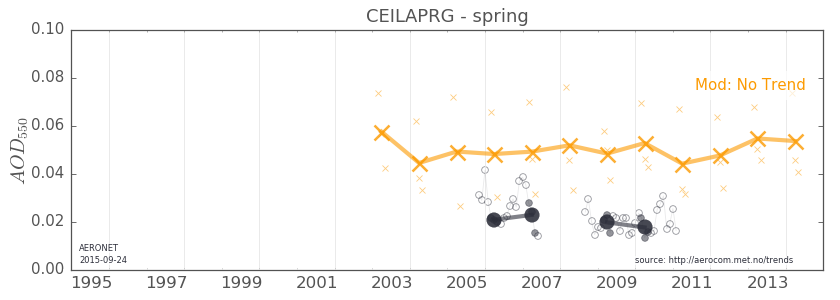 CEILAPRG - spring
0.10
0.08
0.06
0.04
0.02
0.00
AOD550
Mod: No Trend
AERONET
2015-09-24
source: http://aerocom.met.no/trends
1995 1997 1999 2001 2003 2005 2007 2009 2011 2013